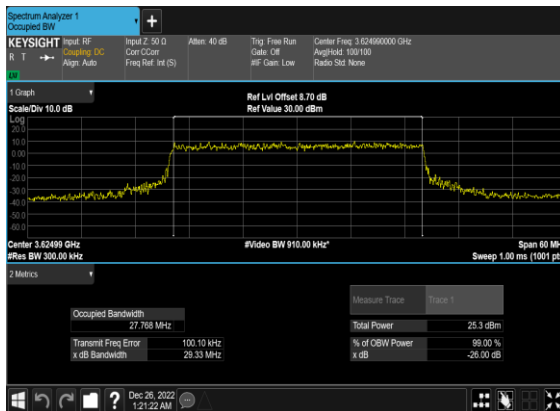 Spectrum Analyzer 1
Occupied BW
KEYSIGHT
R T
Input: RF
Coupling: DC
Align: Auto
Input Z: 50 Ω
Corr CCorr
Freq Ref: Int (S)
Atten: 40 dB
Trig: Free Run
Gate: Off
#IF Gain: Low
Center Freq: 3.624990000 GHz
Avg|Hold: 100/100
Radio Std: None
1 Graph
Scale/Div 10.0 dB
Ref Lvl Offset 8.70 dB
Ref Value 30.00 dBm
Log
20.0
10.0
0.00
-10.0
-20.0
-30.0
-40.0
-50.0
-60.0
Center 3.62499 GHz
#Res BW 300.00 kHz
#Video BW 910.00 kHz*
Span 60 MH
Sweep 1.00 ms (1001 pts
2 Metrics
Measure Trace
Trace 1
Occupied Bandwidth
27.768 MHz
Total Power
25.3 dBm
Transmit Freq Error
100.10 kHz
% of OBW Power
99.00 %
x dB Bandwidth
29.33 MHz
x dB
-26.00 dB
Dec 26, 2022
1:21:22 AM